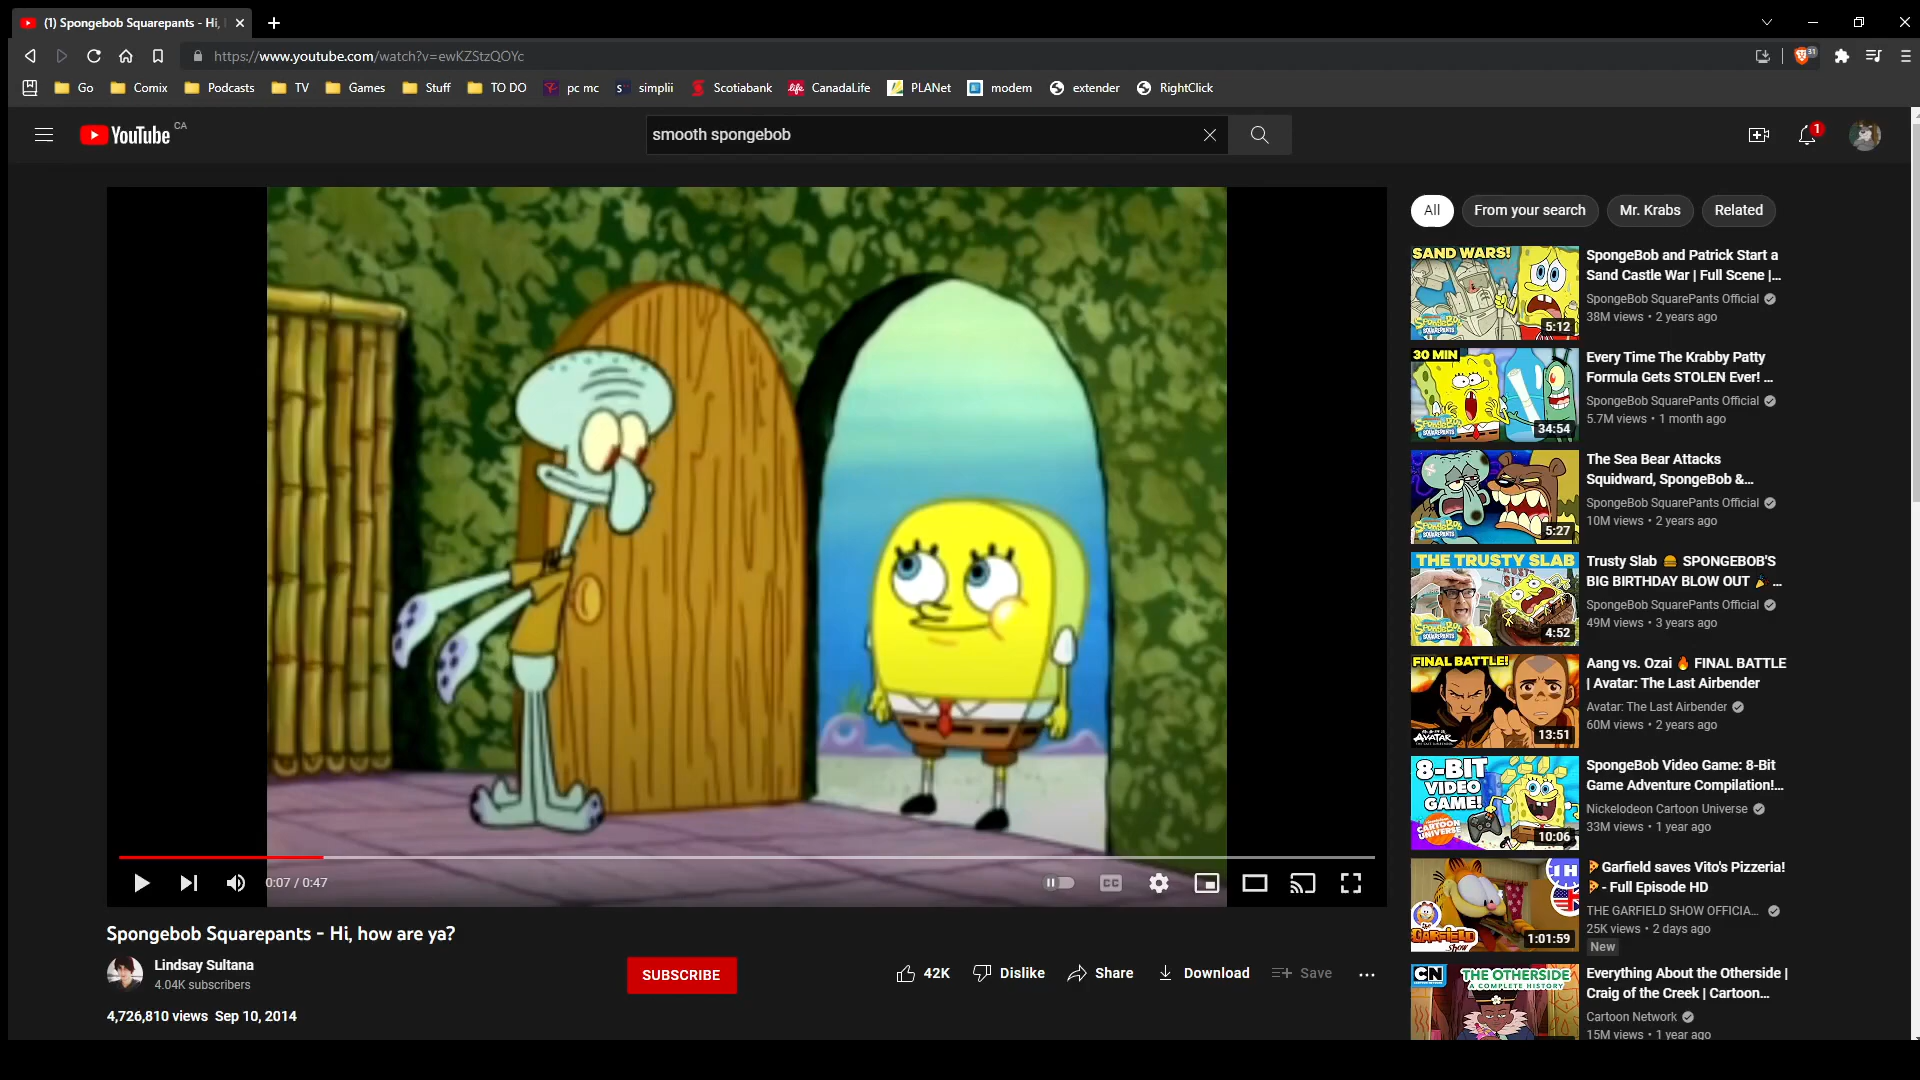 (1) Spongebob Squarepants - Hi,
https://www.youtube.com/watch?v=ewKZStzQOYc
31
Go Comix Podcasts TV Games Stuff TO DO pc mc simplii Scotiabank CanadaLife PLANet modem extender RightClick
YouTube CA
smooth spongebob
1
All From your search Mr. Krabs Related
SAND WARS!
5:12
SpongeBob and Patrick Start a
Sand Castle War | Full Scene |...
SpongeBob SquarePants Official
38M views • 2 years ago
30 MIN
34:54
Every Time The Krabby Patty
Formula Gets STOLEN Ever! ...
SpongeBob SquarePants Official
5.7M views • 1 month ago
5:27
The Sea Bear Attacks
Squidward, SpongeBob &...
SpongeBob SquarePants Official
10M views • 2 years ago
THE TRUSTY SLAB
4:52
Trusty Slab 🍔 SPONGEBOB'S
BIG BIRTHDAY BLOW OUT 🎉 ...
SpongeBob SquarePants Official
49M views • 3 years ago
FINAL BATTLE!
AVATAR
13:51
Aang vs. Ozai 🔥 FINAL BATTLE
| Avatar: The Last Airbender
Avatar: The Last Airbender
60M views • 2 years ago
8-BIT
VIDEO
GAME!
CARTOON
UNIVERSE
10:06
SpongeBob Video Game: 8-Bit
Game Adventure Compilation!...
Nickelodeon Cartoon Universe
33M views • 1 year ago
1H
GARFIELD
Show
1:01:59
🍕Garfield saves Vito's Pizzeria!
🍕- Full Episode HD
THE GARFIELD SHOW OFFICIA...
25K views • 2 days ago
New
CN
THE OTHERSIDE
A COMPLETE HISTORY
Everything About the Otherside |
Craig of the Creek | Cartoon...
Cartoon Network
15M views • 1 year ago
0:07 / 0:47
CC
Spongebob Squarepants - Hi, how are ya?
Lindsay Sultana
4.04K subscribers
SUBSCRIBE
42K Dislike Share Download Save
4,726,810 views Sep 10, 2014